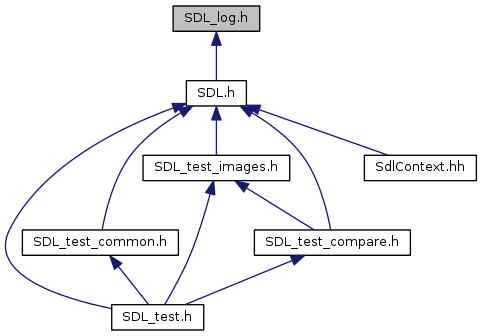 SDL_log.h
SDL.h
SDL_test_images.h
SdlContext.hh
SDL_test_common.h
SDL_test_compare.h
SDL_test.h